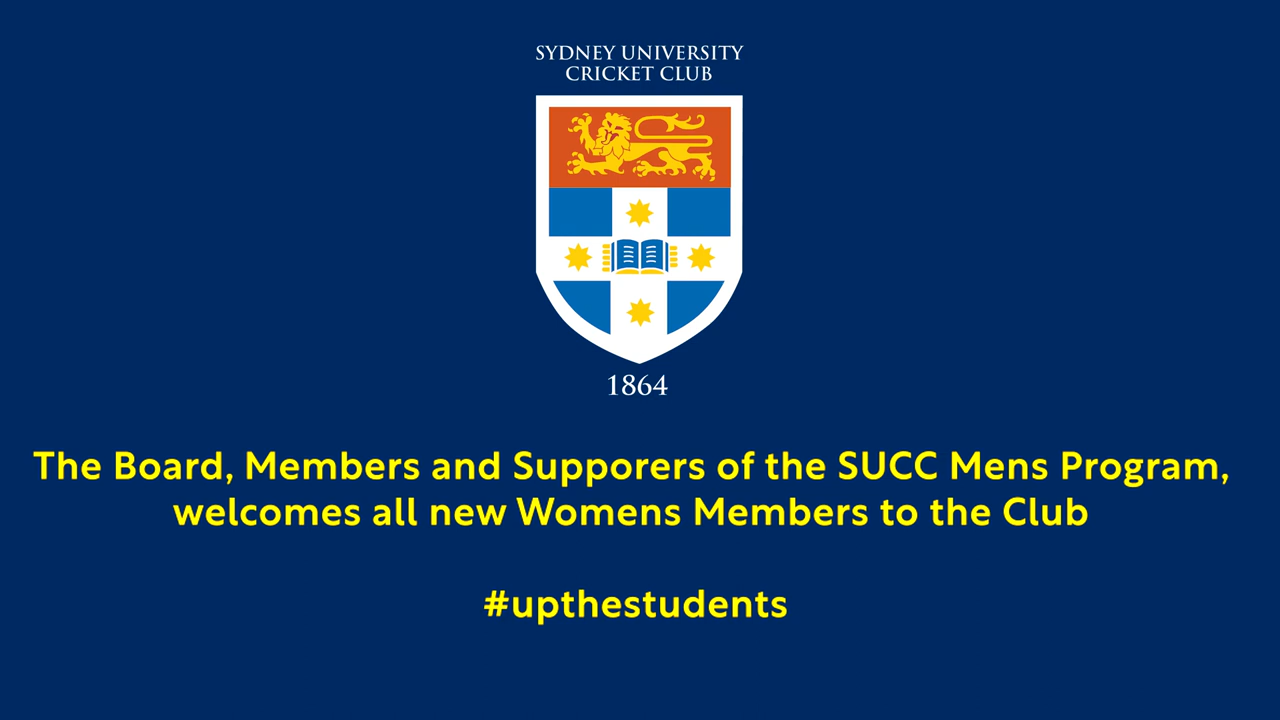 SYDNEY UNIVERSITY
CRICKET CLUB
1864
The Board, Members and Supporers of the SUCC Mens Program,
welcomes all new Womens Members to the Club
#upthestudents